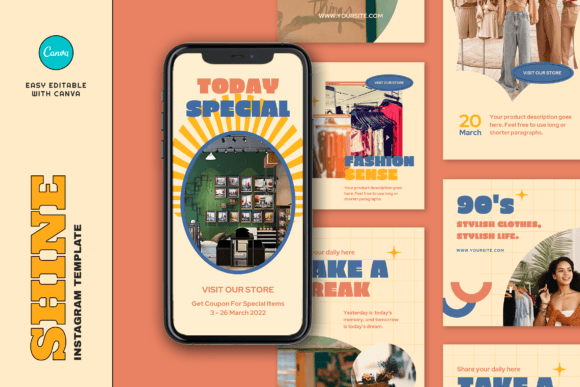 Canva
EASY EDITABLE
WITH CANVA
SHINE
INSTAGRAM TEMPLATE
TODAY
SPECIAL
VISIT OUR STORE
Get Coupon For Special Items
3 - 26 March 2022
WWW.YOURSITE.COM
VISIT OUR STORE
FASHION
SENSE
Your product description goes
here. Feel free to use long or
shorter paragraphs.
your daily here
TAKE A
BREAK
Yesterday is today's
memory, and tomorrow
is today's dream.
VISIT OUR STORE
20
March
Your product description goes
here. Feel free to use long or
shorter paragraphs.
90's
STYLISH CLOTHES,
STYLISH LIFE.
WWW.YOURSITE.COM
Share your daily here
TAKE A